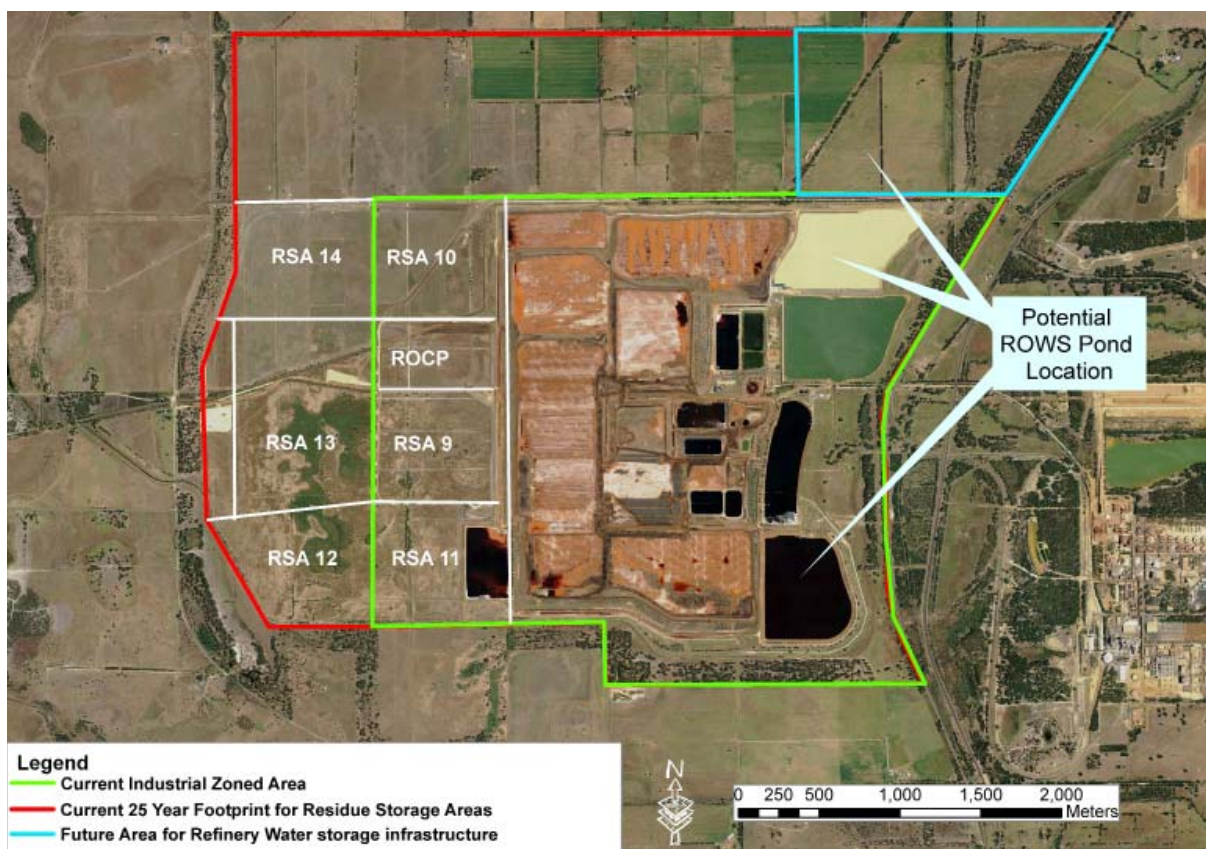 RSA 14
RSA 10
ROCP
RSA 13
RSA 9
RSA 12
RSA 11
Potential
ROWS Pond
Location
Legend
Current Industrial Zoned Area
Current 25 Year Footprint for Residue Storage Areas
Future Area for Refinery Water storage infrastructure
N
0 250 500 1,000 1,500 2,000
Meters